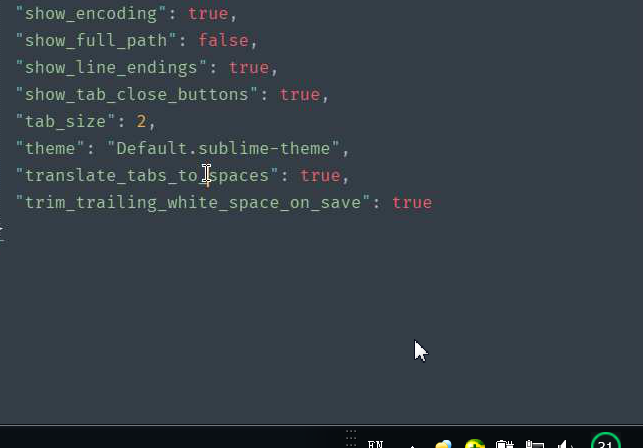 "show_encoding": true,
"show_full_path": false,
"show_line_endings": true,
"show_tab_close_buttons": true,
"tab_size": 2,
"theme": "Default.sublime-theme",
"translate_tabs_to_spaces": true,
"trim_trailing_white_space_on_save": true
}
EN
21